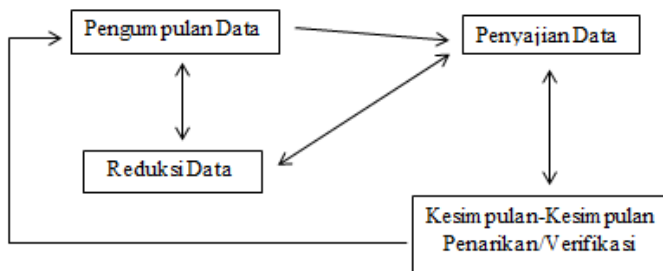 Pengumpulan Data
Penyajian Data
Reduksi Data
Kesimpulan-Kesimpulan
Penarikan/Verifikasi